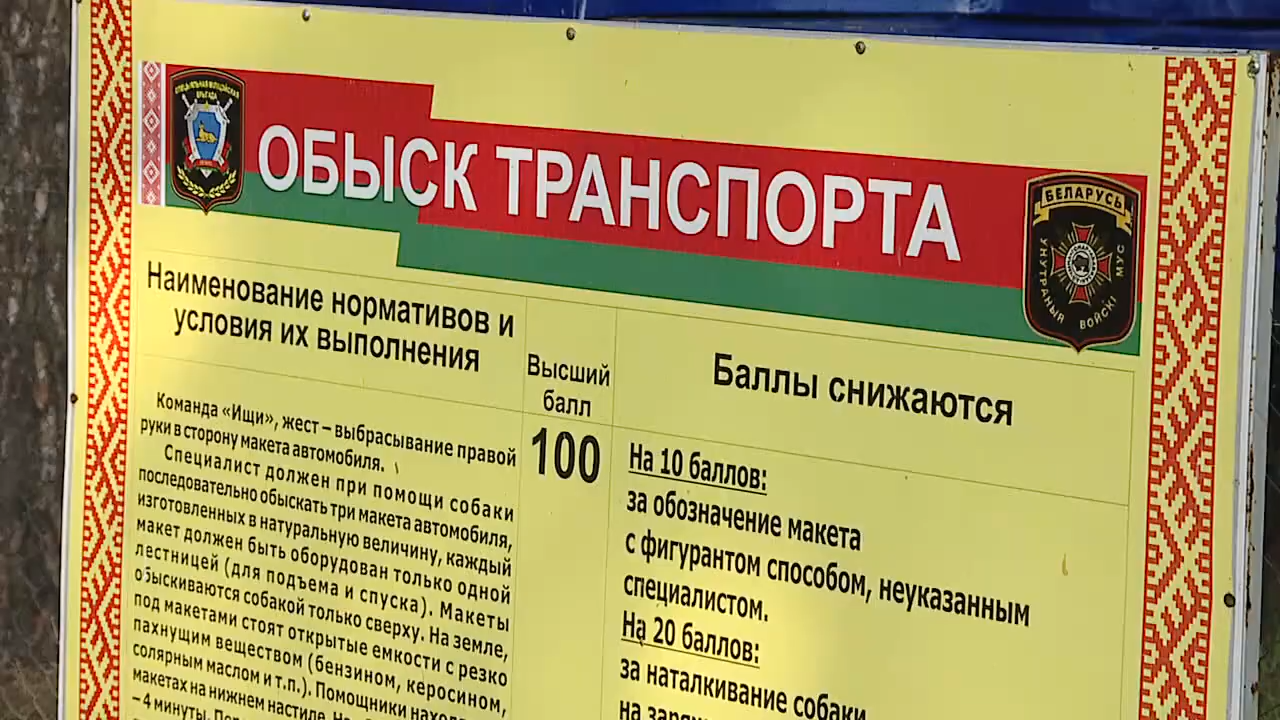 СПЕЦЫЯЛЬНАЯ МІЛІЦЭЙСКАЯ
БРЫГАДА
ОБЫСК ТРАНСПОРТА
БЕЛАРУСЬ
УНУТРАНЫЯ ВОЙСКІ МУС
Наименование нормативов и
условия их выполнения
Высший
балл
Баллы снижаются
Команда «Ищи», жест – выбрасывание правой
руки в сторону макета автомобиля.
Специалист должен при помощи собаки
последовательно обыскать три макета автомобиля,
изготовленных в натуральную величину, каждый
макет должен быть оборудован только одной
лестницей (для подъема и спуска). Макеты
обыскиваются собакой только сверху. На земле,
под макетами стоят открытые емкости с резко
пахнущим веществом (бензином, керосином,
солярным маслом и т.п.). Помощники
макетах на нижнем настиле.
– 4 минуты.
100
На 10 баллов:
за обозначение макета
с фигурантом способом, неуказанным
специалистом.
На 20 баллов:
за наталкивание собаки
на